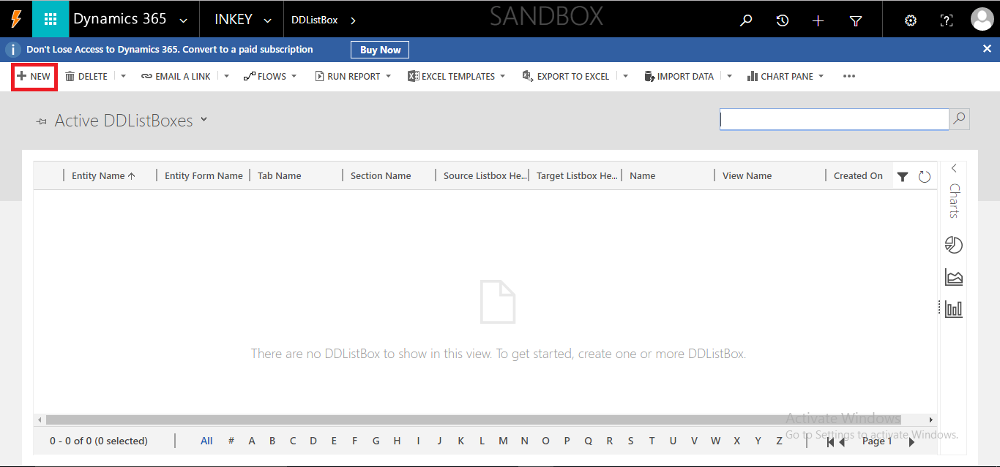 Dynamics 365 INKEY DDListBox SANDBOX
Don't Lose Access to Dynamics 365. Convert to a paid subscription Buy Now
NEW DELETE EMAIL A LINK FLOWS RUN REPORT EXCEL TEMPLATES EXPORT TO EXCEL IMPORT DATA CHART PANE
Active DDListBoxes
Entity Name Entity Form Name Tab Name Section Name Source Listbox He... Target Listbox He... Name View Name Created On
Charts
There are no DDListBox to show in this view. To get started, create one or more DDListBox.
Activate Windows
Go to Settings to activate Windows.
0 - 0 of 0 (0 selected) All # A B C D E F G H I J K L M N O P Q R S T U V W X Y Z Page 1